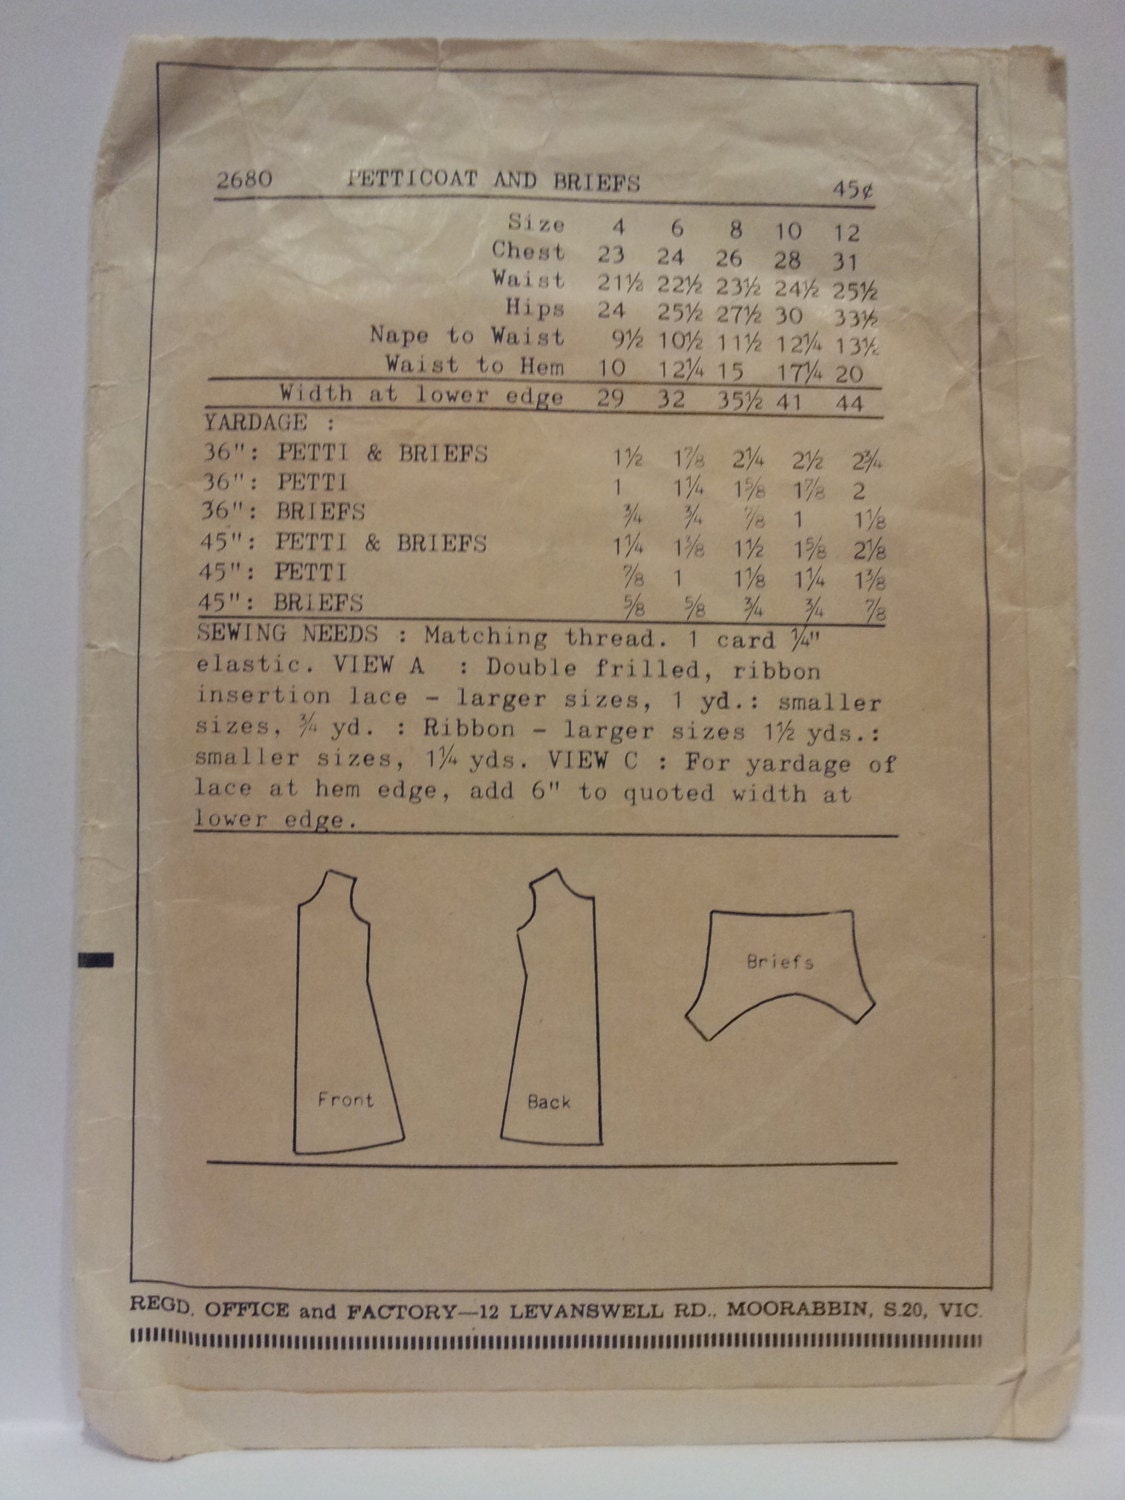 2680 PETTICOAT AND BRIEFS 45¢
Size 4 6 8 10 12
Chest 23 24 26 28 31
Waist 21½ 22½ 23½ 24½ 25½
Hips 24 25½ 27½ 30 33½
Nape to Waist 9½ 10½ 11½ 12¼ 13½
Waist to Hem 10 12¼ 15 17¼ 20
Width at lower edge 29 32 35½ 41 44
YARDAGE :
36": PETTI & BRIEFS 1½ 1⅞ 2¼ 2½ 2¾
36": PETTI 1 1¼ 1⅝ 1⅞ 2
36": BRIEFS ¾ ¾ ⅞ 1 1⅛
45": PETTI & BRIEFS 1¼ 1⅜ 1½ 1⅝ 2⅛
45": PETTI ⅞ 1 1⅛ 1¼ 1⅜
45": BRIEFS ⅝ ⅝ ¾ ¾ ⅞
SEWING NEEDS : Matching thread. 1 card ¼"
elastic. VIEW A : Double frilled, ribbon
insertion lace - larger sizes, 1 yd.: smaller
sizes, ¾ yd. : Ribbon - larger sizes 1½ yds.:
smaller sizes, 1¼ yds. VIEW C : For yardage of
lace at hem edge, add 6" to quoted width at
lower edge.
Briefs
Front Back
REGD. OFFICE and FACTORY—12 LEVANSWELL RD., MOORABBIN, S.20, VIC.